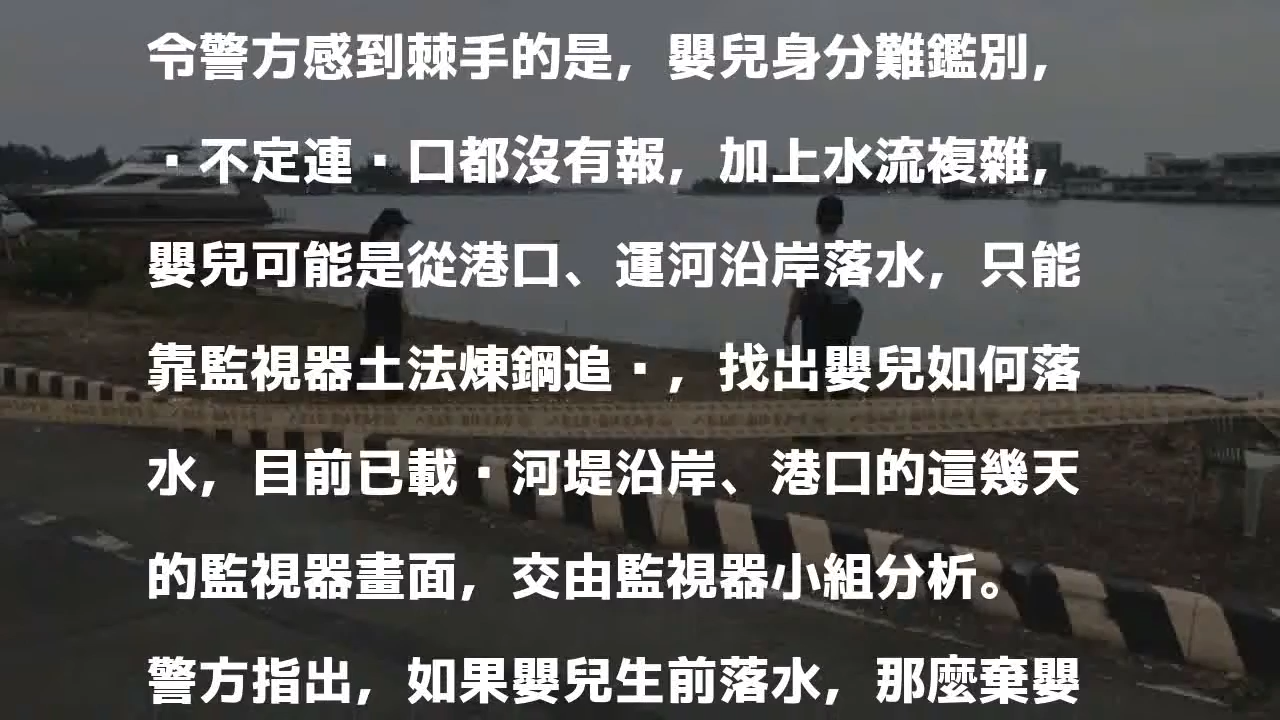 令警方感到棘手的是，嬰兒身分難鑑別，
·不定連·口都沒有報，加上水流複雜，
嬰兒可能是從港口、運河沿岸落水，只能
靠監視器土法煉鋼追·，找出嬰兒如何落
水，目前已載·河堤沿岸、港口的這幾天
的監視器畫面，交由監視器小組分析。
警方指出，如果嬰兒生前落水，那麼棄嬰